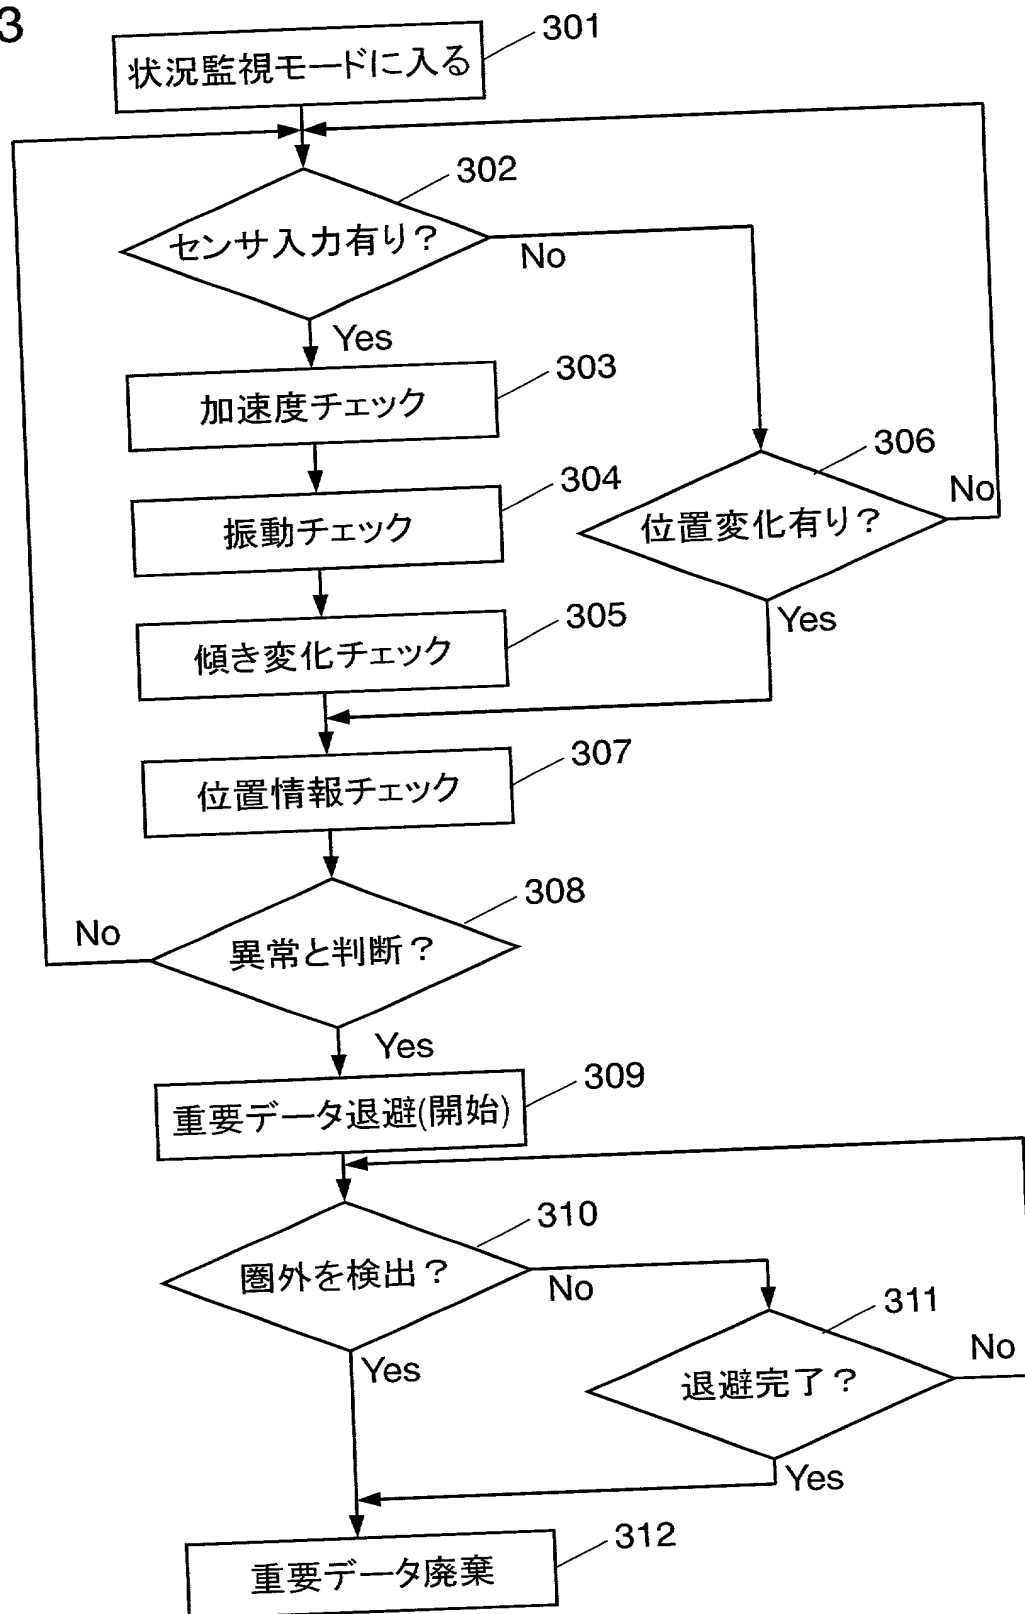 3
状況監視モードに入る
301
センサ入力有り？
302
No
Yes
加速度チェック
303
振動チェック
304
傾き変化チェック
305
位置変化有り？
306
No
Yes
位置情報チェック
307
異常と判断？
308
No
Yes
重要データ退避(開始)
309
圏外を検出？
310
No
Yes
退避完了？
311
No
Yes
重要データ廃棄
312